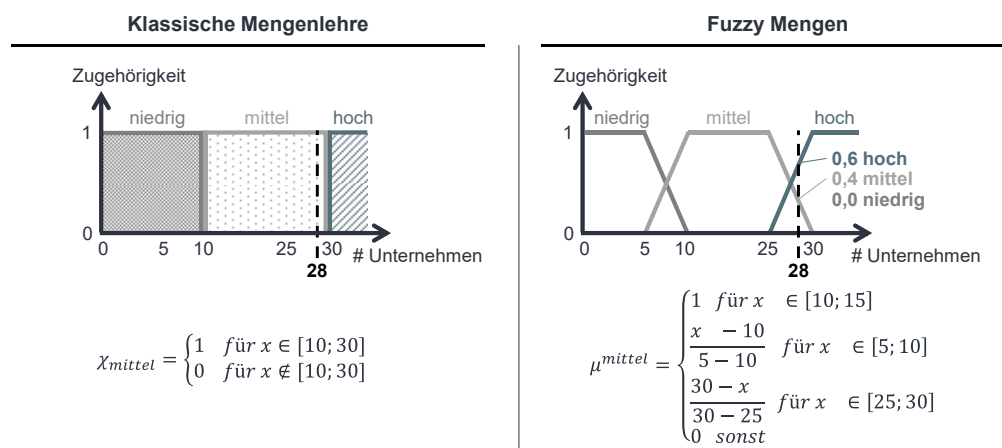 Klassische Mengenlehre
Zugehörigkeit
niedrig mittel hoch
1
0
0 5 10 25 30 # Unternehmen
28
χ_mittel = {1 für x ∈ [10; 30]
0 für x ∉ [10; 30]
Fuzzy Mengen
Zugehörigkeit
niedrig mittel hoch
1
0,6 hoch
0,4 mittel
0,0 niedrig
0
0 5 10 25 30 # Unternehmen
28
μ^mittel = {1 für x ∈ [10; 15]
x − 10
5 − 10 für x ∈ [5; 10]
30 − x
30 − 25 für x ∈ [25; 30]
0 sonst